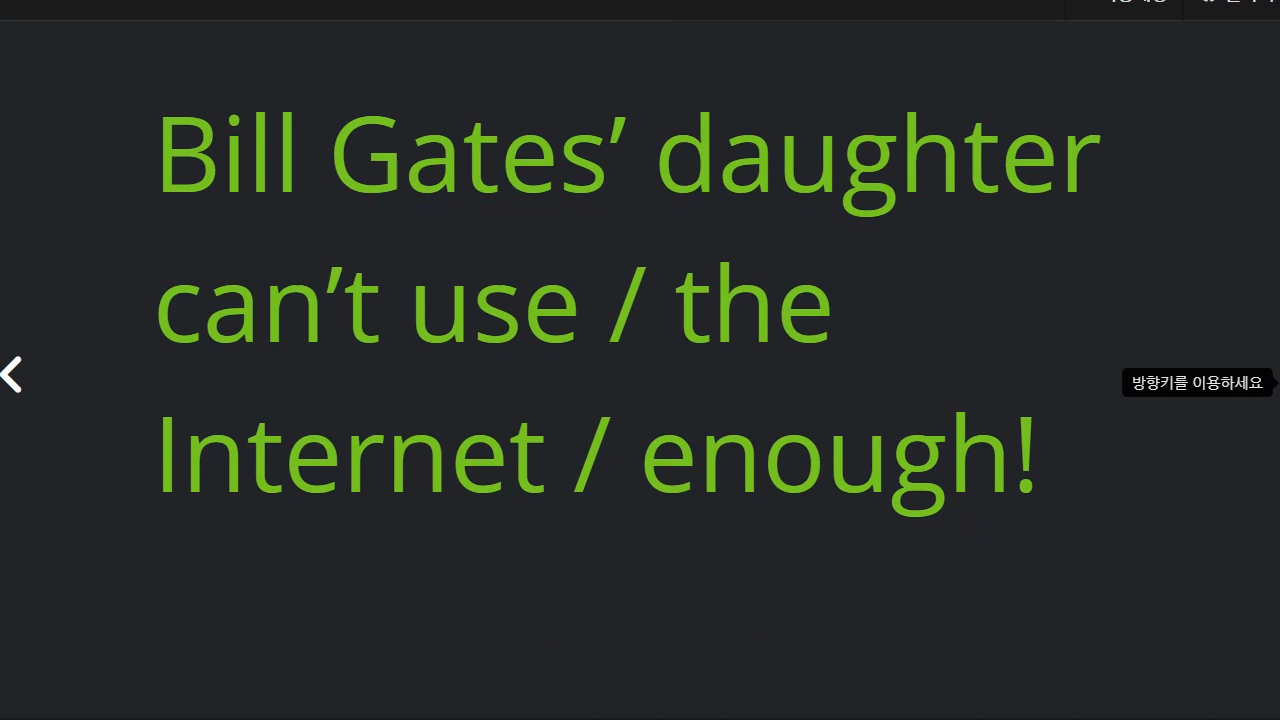 Bill Gates’ daughter
can’t use / the
Internet / enough!
방향키를 이용하세요